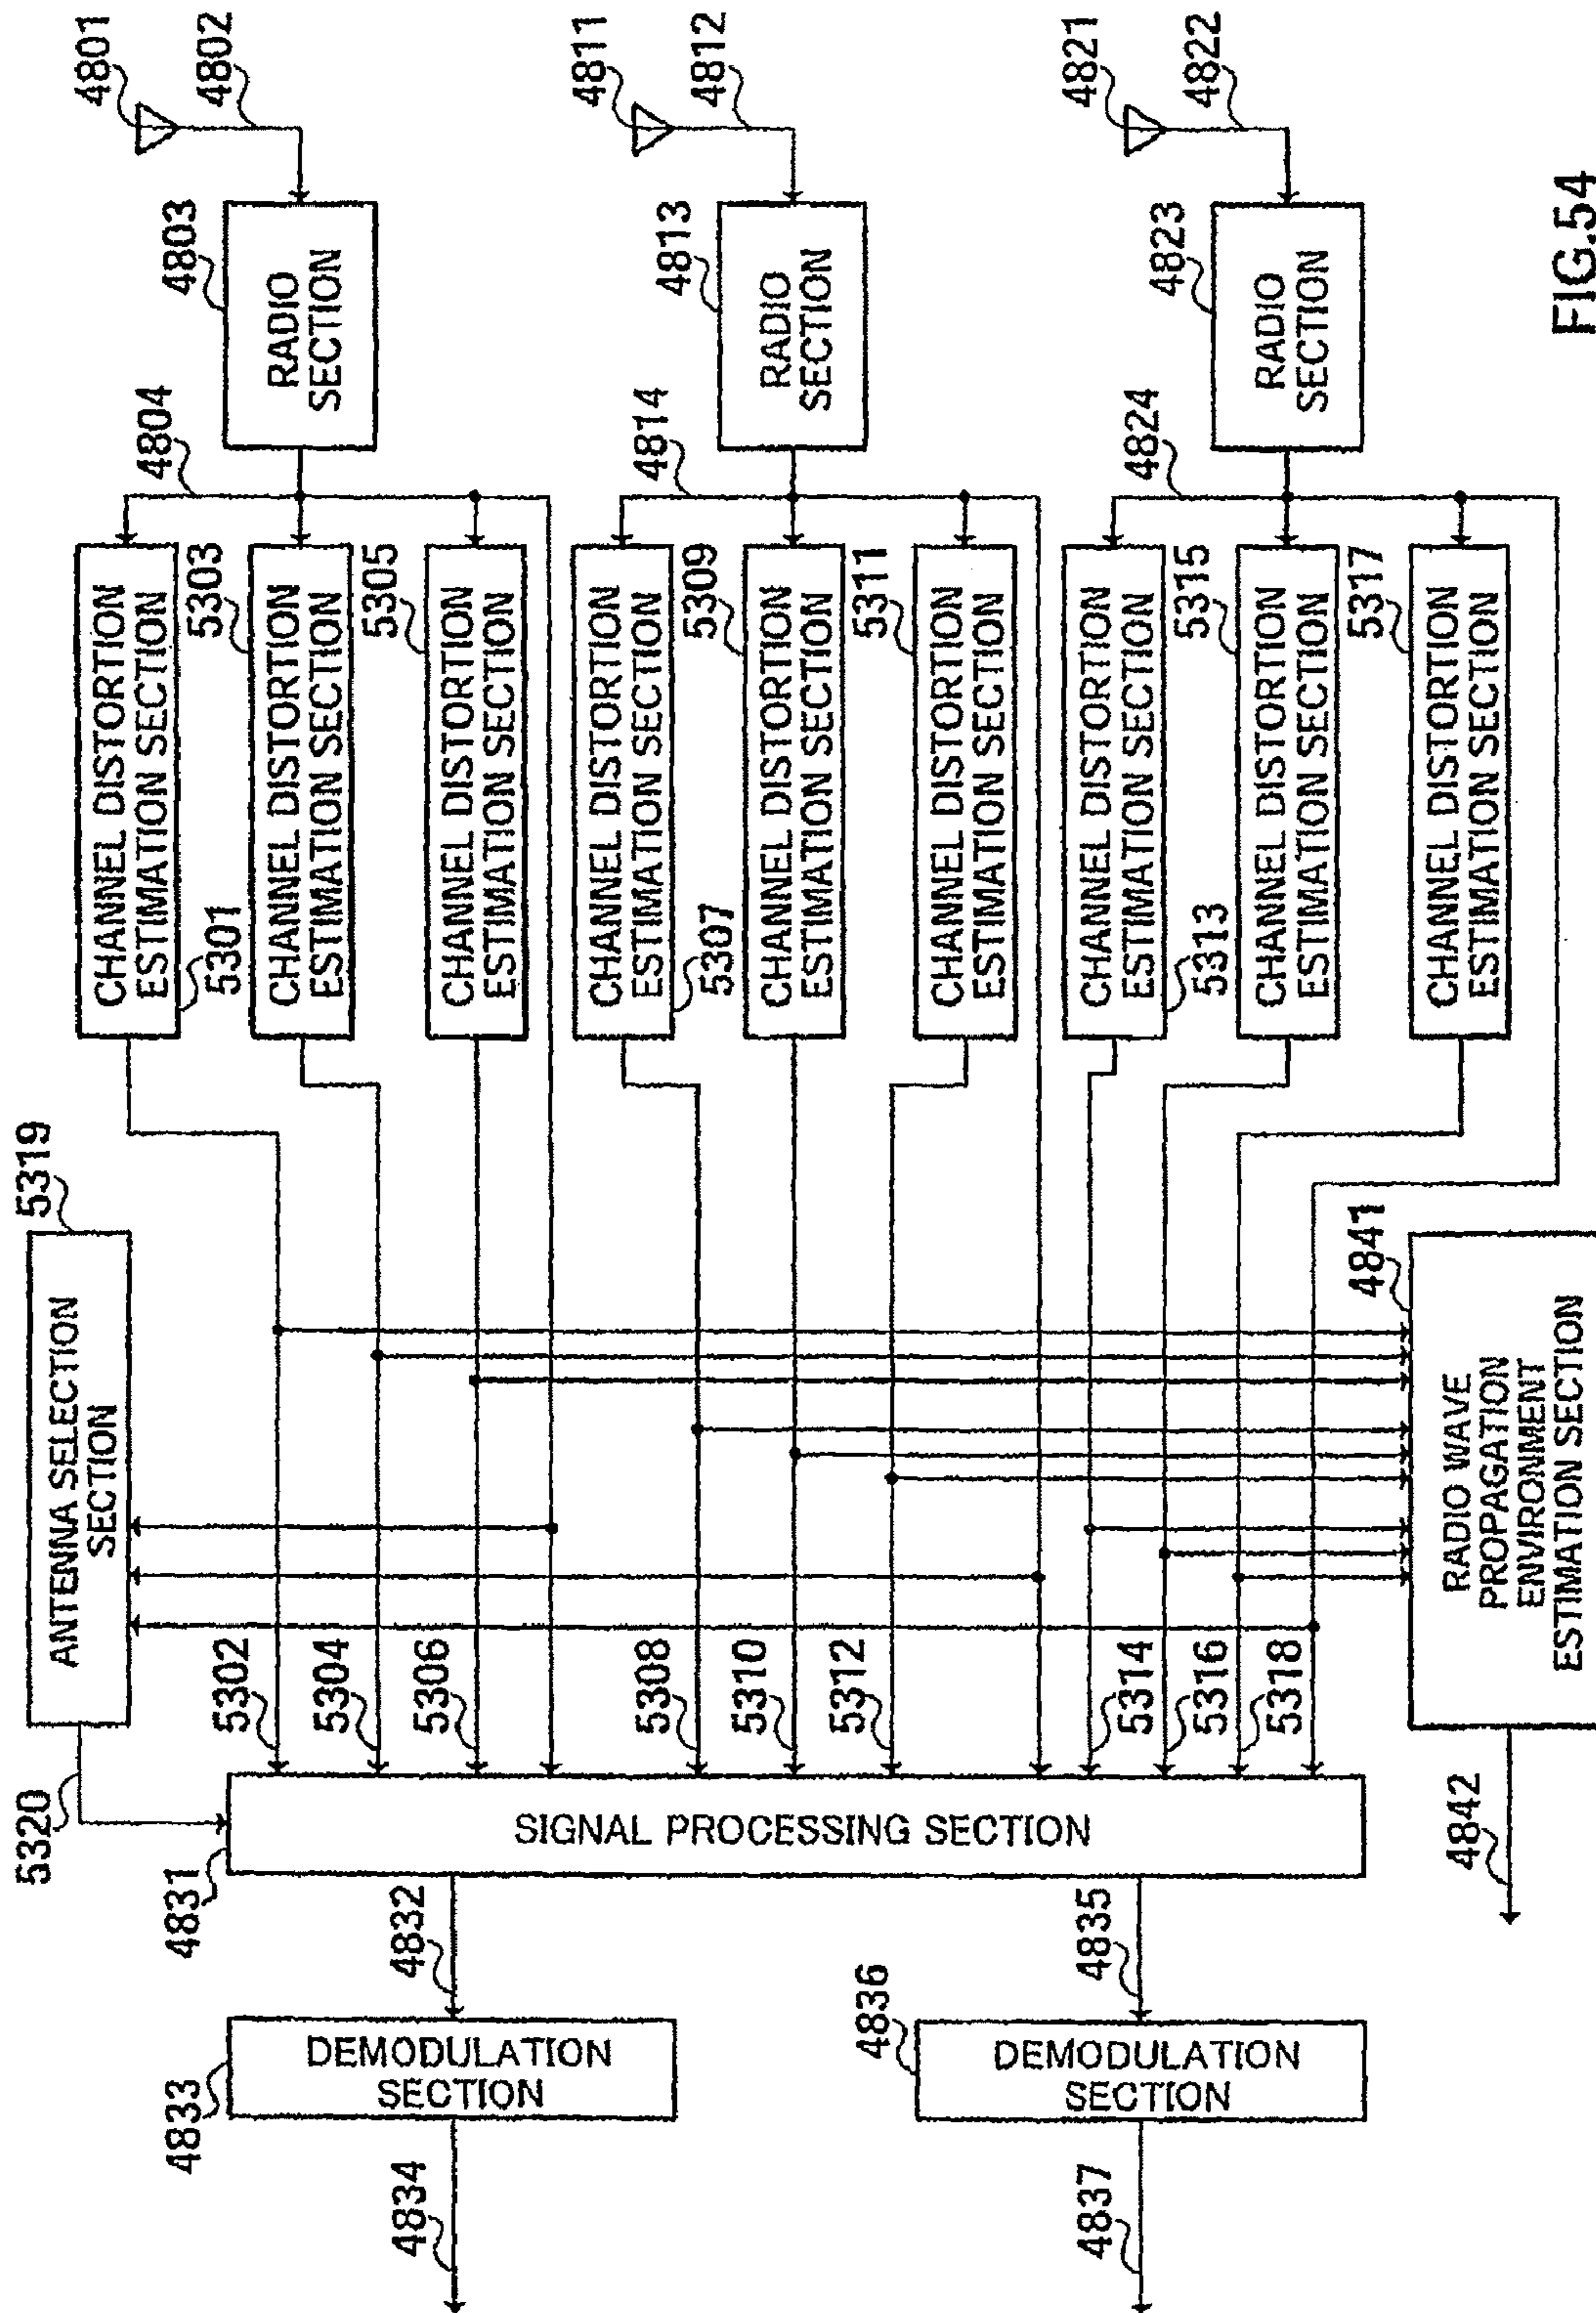 4801
4802
4803
RADIO
SECTION
4804
CHANNEL DISTORTION
ESTIMATION SECTION
5301
5303
CHANNEL DISTORTION
ESTIMATION SECTION
5305
CHANNEL DISTORTION
ESTIMATION SECTION
4811
4812
4813
RADIO
SECTION
4814
CHANNEL DISTORTION
ESTIMATION SECTION
5307
5309
CHANNEL DISTORTION
ESTIMATION SECTION
5311
CHANNEL DISTORTION
ESTIMATION SECTION
4821
4822
4823
RADIO
SECTION
4824
CHANNEL DISTORTION
ESTIMATION SECTION
5313
5315
CHANNEL DISTORTION
ESTIMATION SECTION
5317
CHANNEL DISTORTION
ESTIMATION SECTION
5319
ANTENNA SELECTION
SECTION
5320
5302
5304
5306
5308
5310
5312
5314
5316
5318
4841
RADIO WAVE
PROPAGATION
ENVIRONMENT
ESTIMATION SECTION
4842
4831
SIGNAL PROCESSING SECTION
4832
4833
DEMODULATION
SECTION
4834
4835
4836
DEMODULATION
SECTION
4837
FIG.54